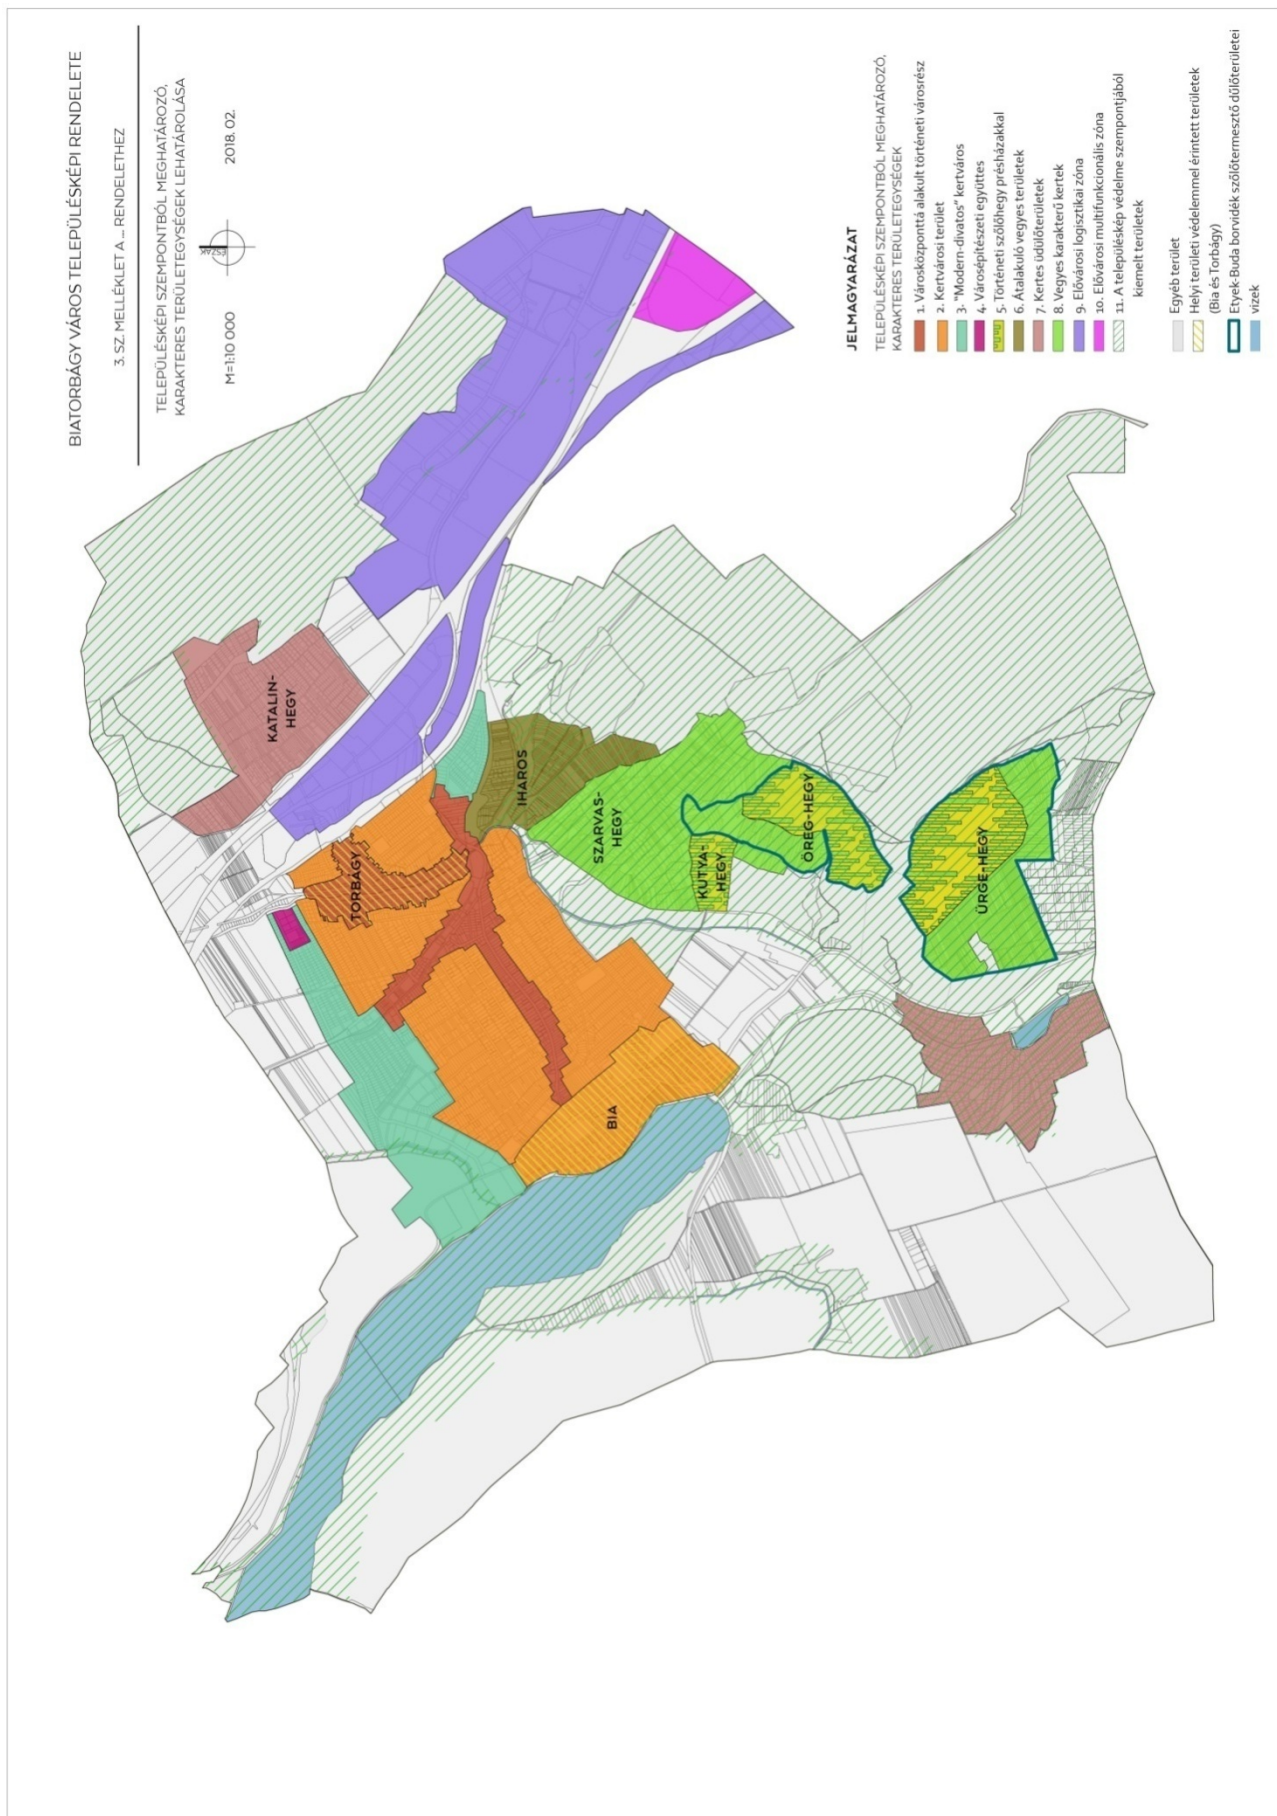 BIATORBÁGY VÁROS TELEPÜLÉSKÉPI RENDELETE
3. SZ. MELLÉKLET A ... RENDELETHEZ
TELEPÜLÉSKÉPI SZEMPONTBÓL MEGHATÁROZÓ,
KARAKTERES TERÜLETEGYSÉGEK LEHATÁROLÁSA
M=1:10 000
ÉSZAK
2018. 02.
KATALIN-
HEGY
TORBÁGY
IHAROS
SZARVAS-
HEGY
KUTYA-
HEGY
ÖREG-HEGY
ÜRGE-HEGY
BIA
JELMAGYARÁZAT
TELEPÜLÉSKÉPI SZEMPONTBÓL MEGHATÁROZÓ,
KARAKTERES TERÜLETEGYSÉGEK
1. Városközponttá alakult történeti városrész
2. Kertvárosi terület
3. "Modern-divatos" kertváros
4. Városépítészeti együttes
5. Történeti szőlőhegy présházakkal
6. Átalakuló vegyes területek
7. Kertes üdülőterületek
8. Vegyes karakterű kertek
9. Elővárosi logisztikai zóna
10. Elővárosi multifunkcionális zóna
11. A településkép védelme szempontjából
kiemelt területek
Egyéb terület
Helyi területi védelemmel érintett területek
(Bia és Torbágy)
Etyek-Buda borvidék szőlőtermesztő dűlőterületei
vizek